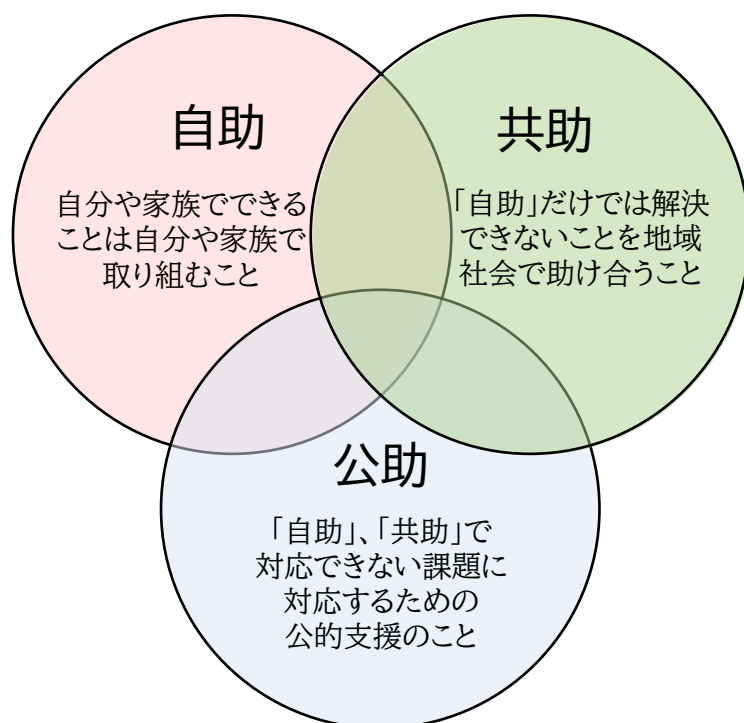 自助
自分や家族でできる
ことは自分や家族で
取り組むこと
共助
「自助」だけでは解決
できないことを地域
社会で助け合うこと
公助
「自助」、「共助」で
対応できない課題に
対応するための
公的支援のこと